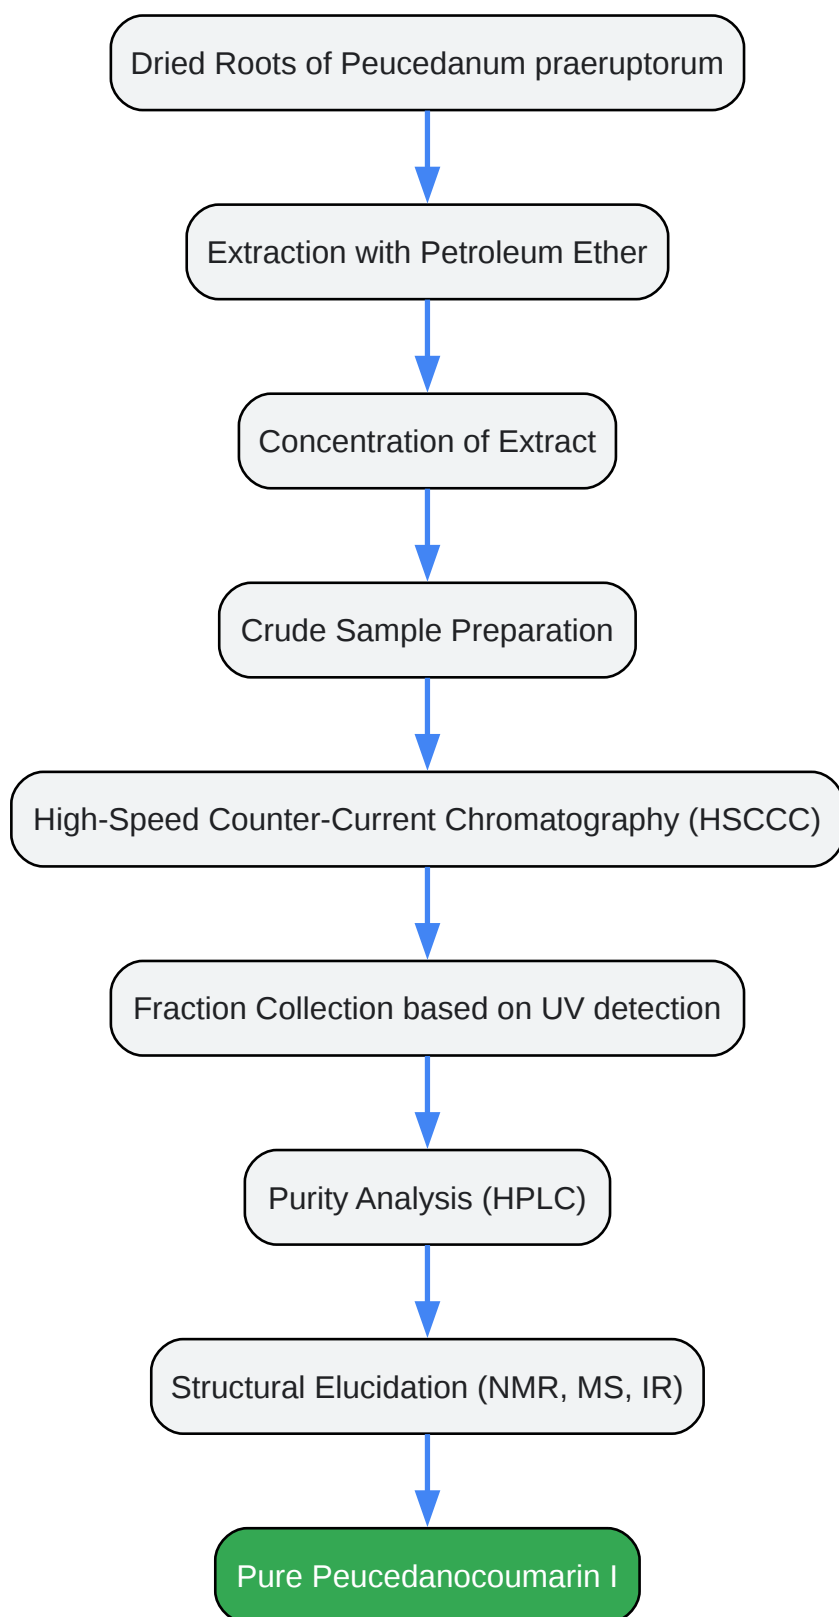 Dried Roots of Peucedanum praeruptorum
Extraction with Petroleum Ether
Concentration of Extract
Crude Sample Preparation
High-Speed Counter-Current Chromatography (HSCCC)
Fraction Collection based on UV detection
Purity Analysis (HPLC)
Structural Elucidation (NMR, MS, IR)
Pure Peucedanocoumarin I